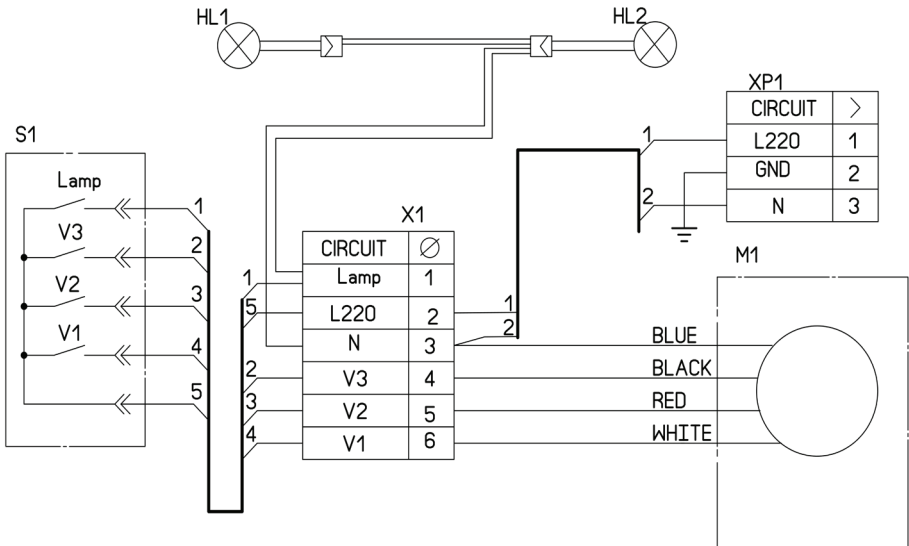 HL1
HL2
XP1
CIRCUIT >
L220 1
GND 2
N 3
1
2
S1
Lamp
1
V3
2
V2
3
V1
4
5
X1
CIRCUIT ∅
Lamp 1
L220 2
N 3
V3 4
V2 5
V1 6
1
5
2
3
4
1
2
M1
BLUE
BLACK
RED
WHITE